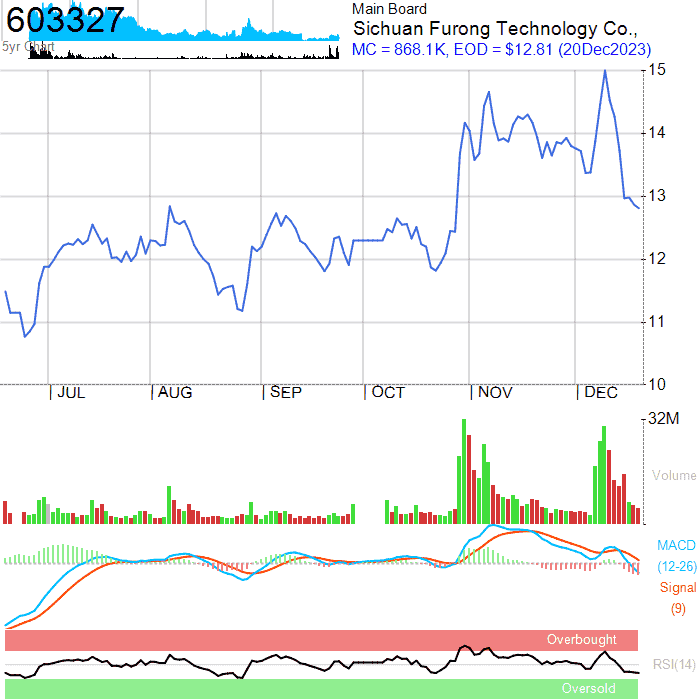 603327
5yr Chart
Main Board
Sichuan Furong Technology Co.,
MC = 868.1K, EOD = $12.81 (20Dec2023)
15
14
13
12
11
10
JUL
AUG
SEP
OCT
NOV
DEC
32M
Volume
MACD
(12-26)
Signal
(9)
Overbought
RSI(14)
Oversold